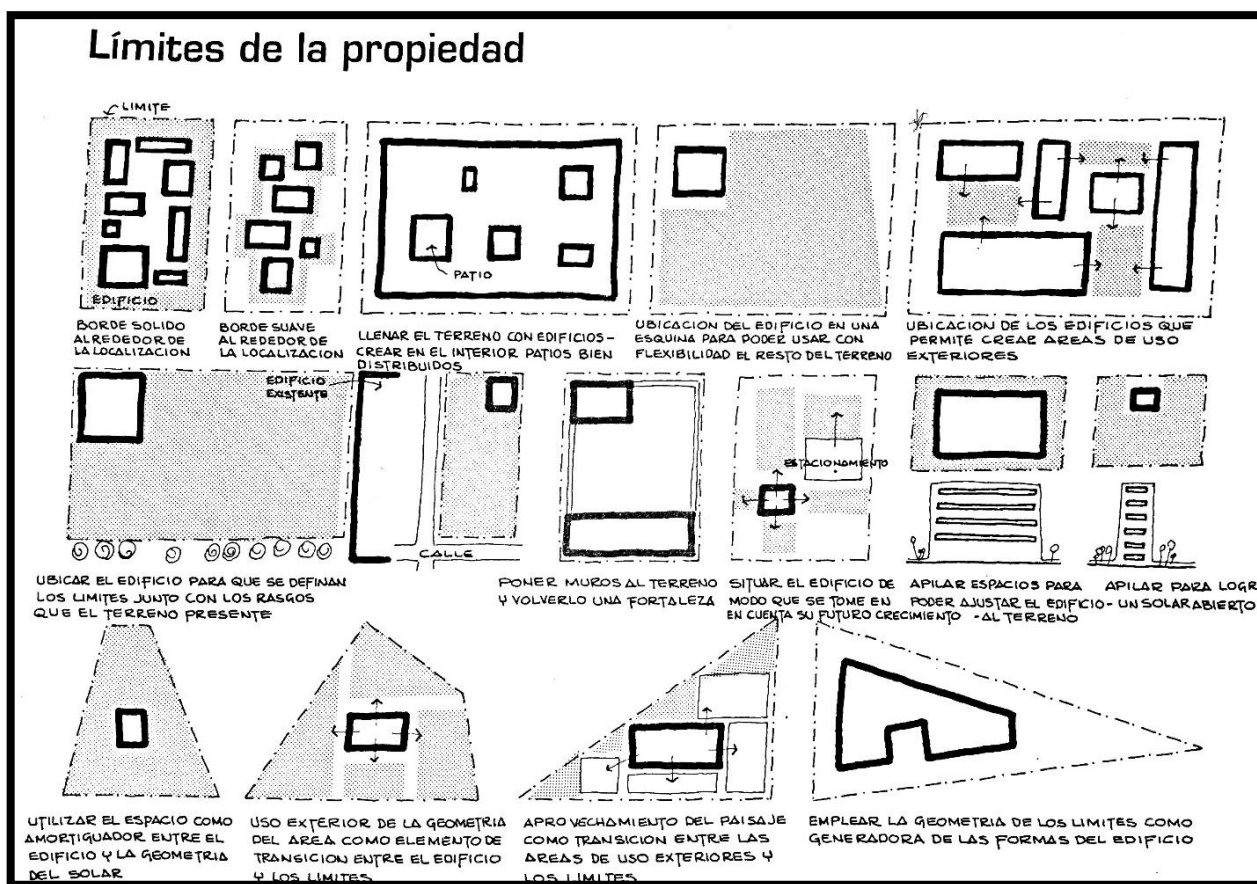 Límites de la propiedad
LIMITE
EDIFICIO
BORDE SOLIDO
ALREDEDOR DE
LA LOCALIZACION
BORDE SUAVE
ALREDEDOR DE
LA LOCALIZACION
PATIO
LLENAR EL TERRENO CON EDIFICIOS-
CREAR EN EL INTERIOR PATIOS BIEN
DISTRIBUIDOS
UBICACION DEL EDIFICIO EN UNA
ESQUINA PARA PODER USAR CON
FLEXIBILIDAD EL RESTO DEL TERRENO
UBICACION DE LOS EDIFICIOS QUE
PERMITE CREAR AREAS DE USO
EXTERIORES
EDIFICIO
EXISTENTE
CALLE
UBICAR EL EDIFICIO PARA QUE SE DEFINAN
LOS LIMITES JUNTO CON LOS RASGOS
QUE EL TERRENO PRESENTE
PONER MUROS AL TERRENO
Y VOLVERLO UNA FORTALEZA
ESTACIONAMIENTO
SITUAR EL EDIFICIO DE
MODO QUE SE TOME EN
EN CUENTA SU FUTURO CRECIMIENTO
APILAR ESPACIOS PARA
PODER AJUSTAR EL EDIFICIO-
-AL TERRENO
APILAR PARA LOGR
UN SOLAR ABIERTO
UTILIZAR EL ESPACIO COMO
AMORTIGUADOR ENTRE EL
EDIFICIO Y LA GEOMETRIA
DEL SOLAR
USO EXTERIOR DE LA GEOMETRIA
DEL AREA COMO ELEMENTO DE
TRANSICION ENTRE EL EDIFICIO
Y LOS LIMITES
APROVECHAMIENTO DEL PAISAJE
COMO TRANSICION ENTRE LAS
AREAS DE USO EXTERIORES Y
LOS LIMITES
EMPLEAR LA GEOMETRIA DE LOS LIMITES COMO
GENERADORA DE LAS FORMAS DEL EDIFICIO